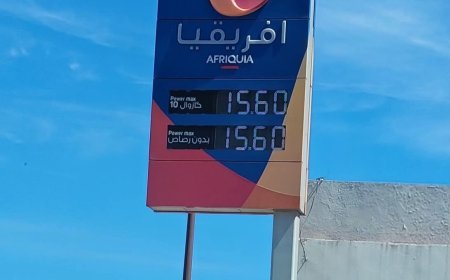 افريقيا
AFRIQUIA
Power max
كازوال 10 15.60
Power max
بدون رصاص 15.60